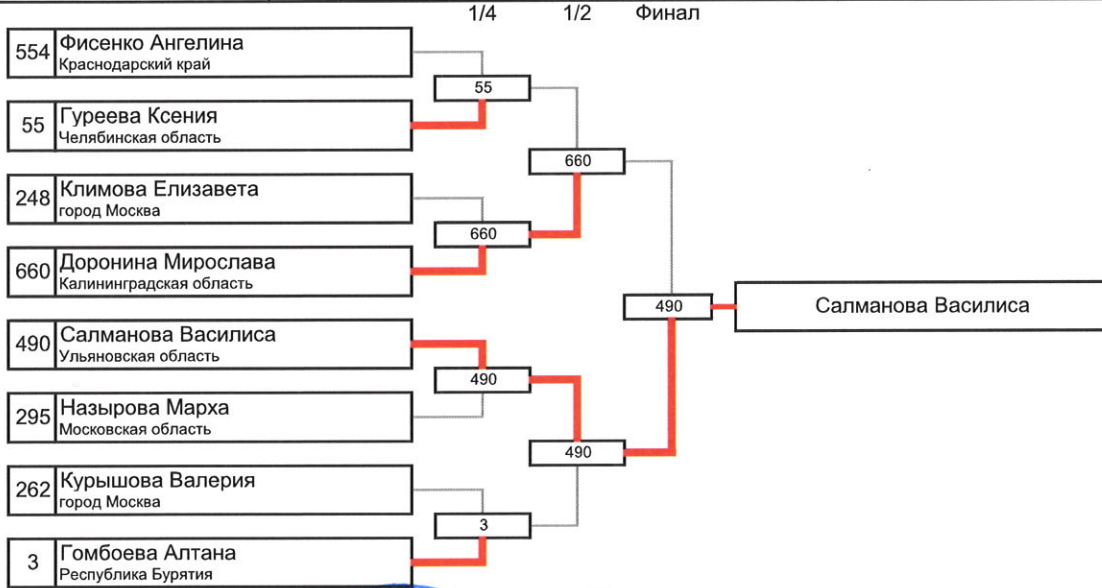 1/4 1/2 Финал
554 Фисенко Ангелина
Краснодарский край
55
55 Гуреева Ксения
Челябинская область
660
248 Климова Елизавета
город Москва
660
660 Доронина Мирослава
Калининградская область
490 Салманова Василиса
490 Салманова Василиса
Ульяновская область
490
295 Назырова Марха
Московская область
490
262 Курышова Валерия
город Москва
3
3 Гомбоева Алтана
Республика Бурятия